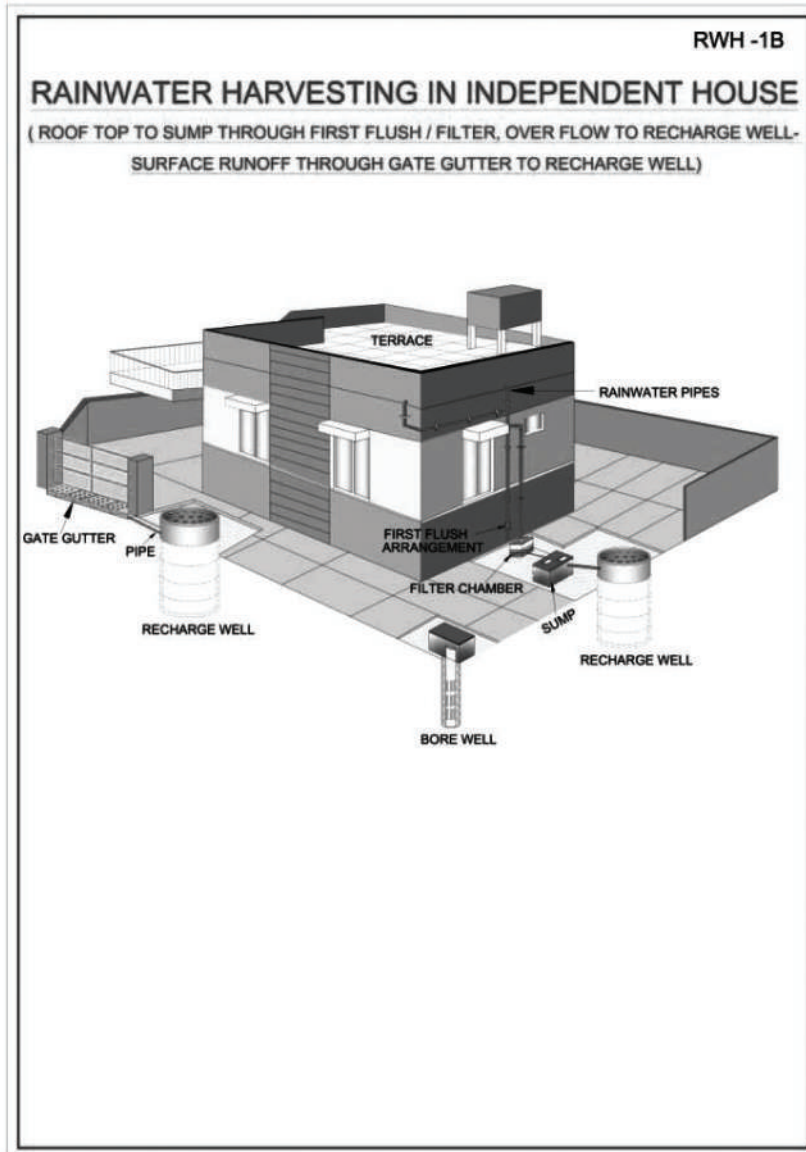 RWH -1B
RAINWATER HARVESTING IN INDEPENDENT HOUSE
( ROOF TOP TO SUMP THROUGH FIRST FLUSH / FILTER, OVER FLOW TO RECHARGE WELL-
SURFACE RUNOFF THROUGH GATE GUTTER TO RECHARGE WELL)
TERRACE
RAINWATER PIPES
GATE GUTTER
PIPE
FIRST FLUSH
ARRANGEMENT
FILTER CHAMBER
SUMP
RECHARGE WELL
RECHARGE WELL
BORE WELL